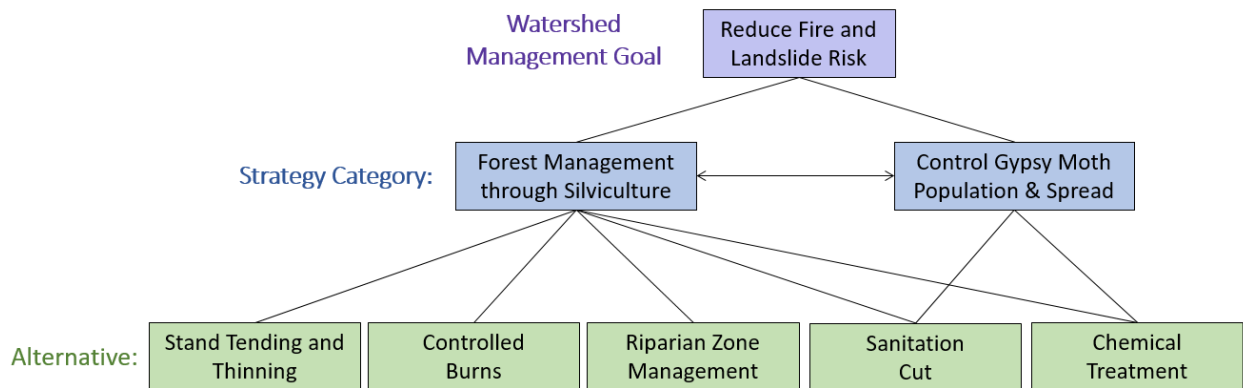 Watershed
Management Goal
Reduce Fire and
Landslide Risk
Strategy Category:
Forest Management
through Silviculture
Control Gypsy Moth
Population & Spread
Alternative:
Stand Tending and
Thinning
Controlled
Burns
Riparian Zone
Management
Sanitation
Cut
Chemical
Treatment